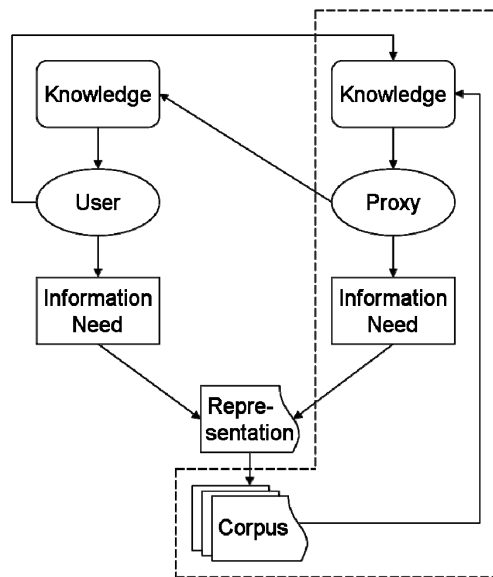 Knowledge
Knowledge
User
Proxy
Information
Need
Information
Need
Repre-
sentation
Corpus